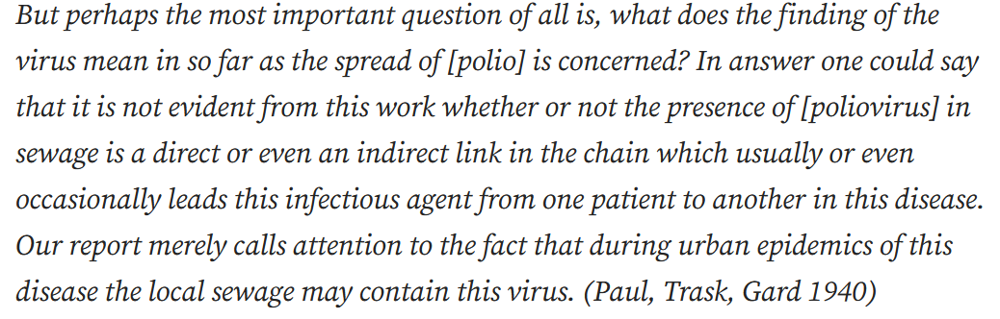 But perhaps the most important question of all is, what does the finding of the
virus mean in so far as the spread of [polio] is concerned? In answer one could say
that it is not evident from this work whether or not the presence of [poliovirus] in
sewage is a direct or even an indirect link in the chain which usually or even
occasionally leads this infectious agent from one patient to another in this disease.
Our report merely calls attention to the fact that during urban epidemics of this
disease the local sewage may contain this virus. (Paul, Trask, Gard 1940)